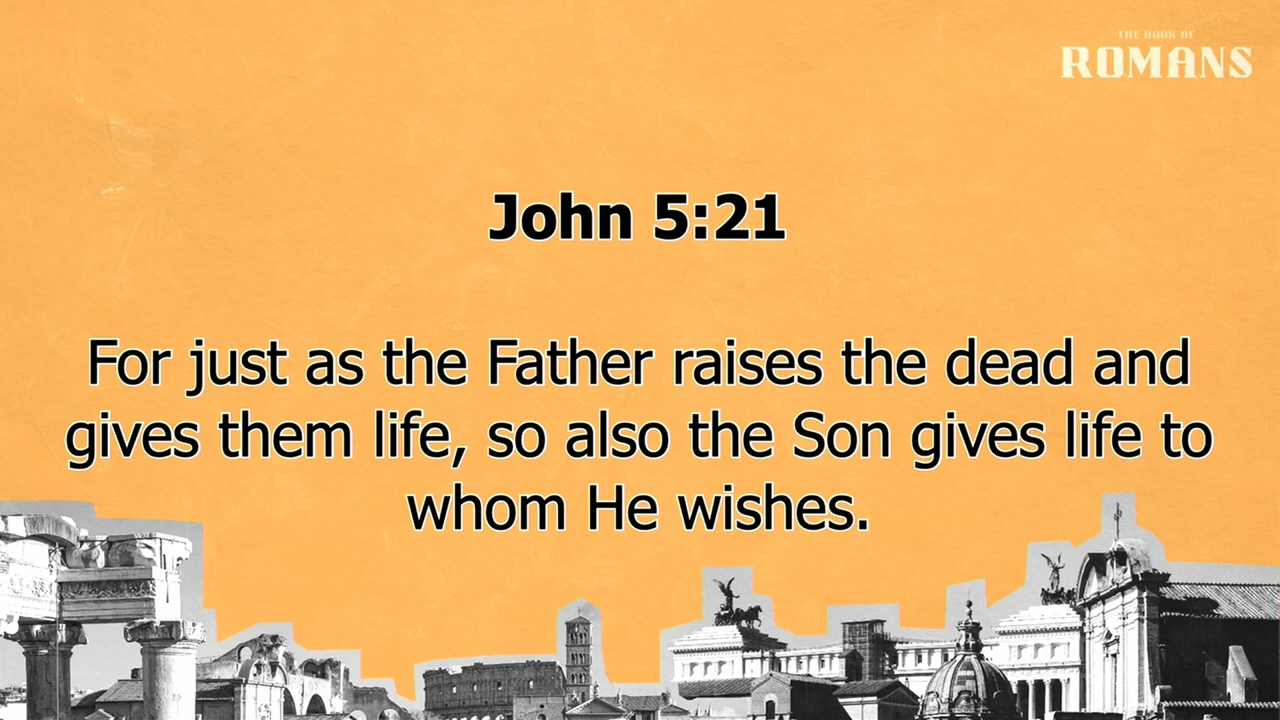 THE BOOK OF
ROMANS
John 5:21
For just as the Father raises the dead and
gives them life, so also the Son gives life to
whom He wishes.